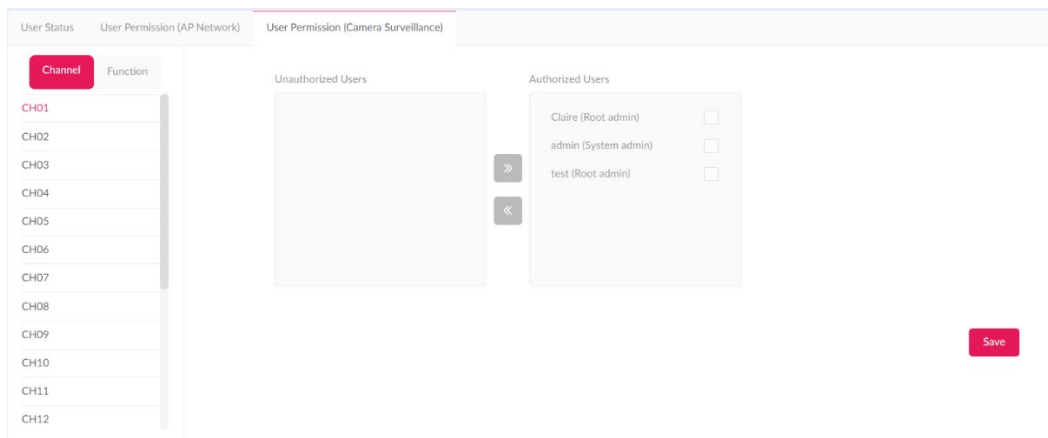 User Status User Permission (AP Network) User Permission (Camera Surveillance)
Channel Function
CH01
CH02
CH03
CH04
CH05
CH06
CH07
CH08
CH09
CH10
CH11
CH12
Unauthorized Users
Authorized Users
Claire (Root admin)
admin (System admin)
test (Root admin)
Save